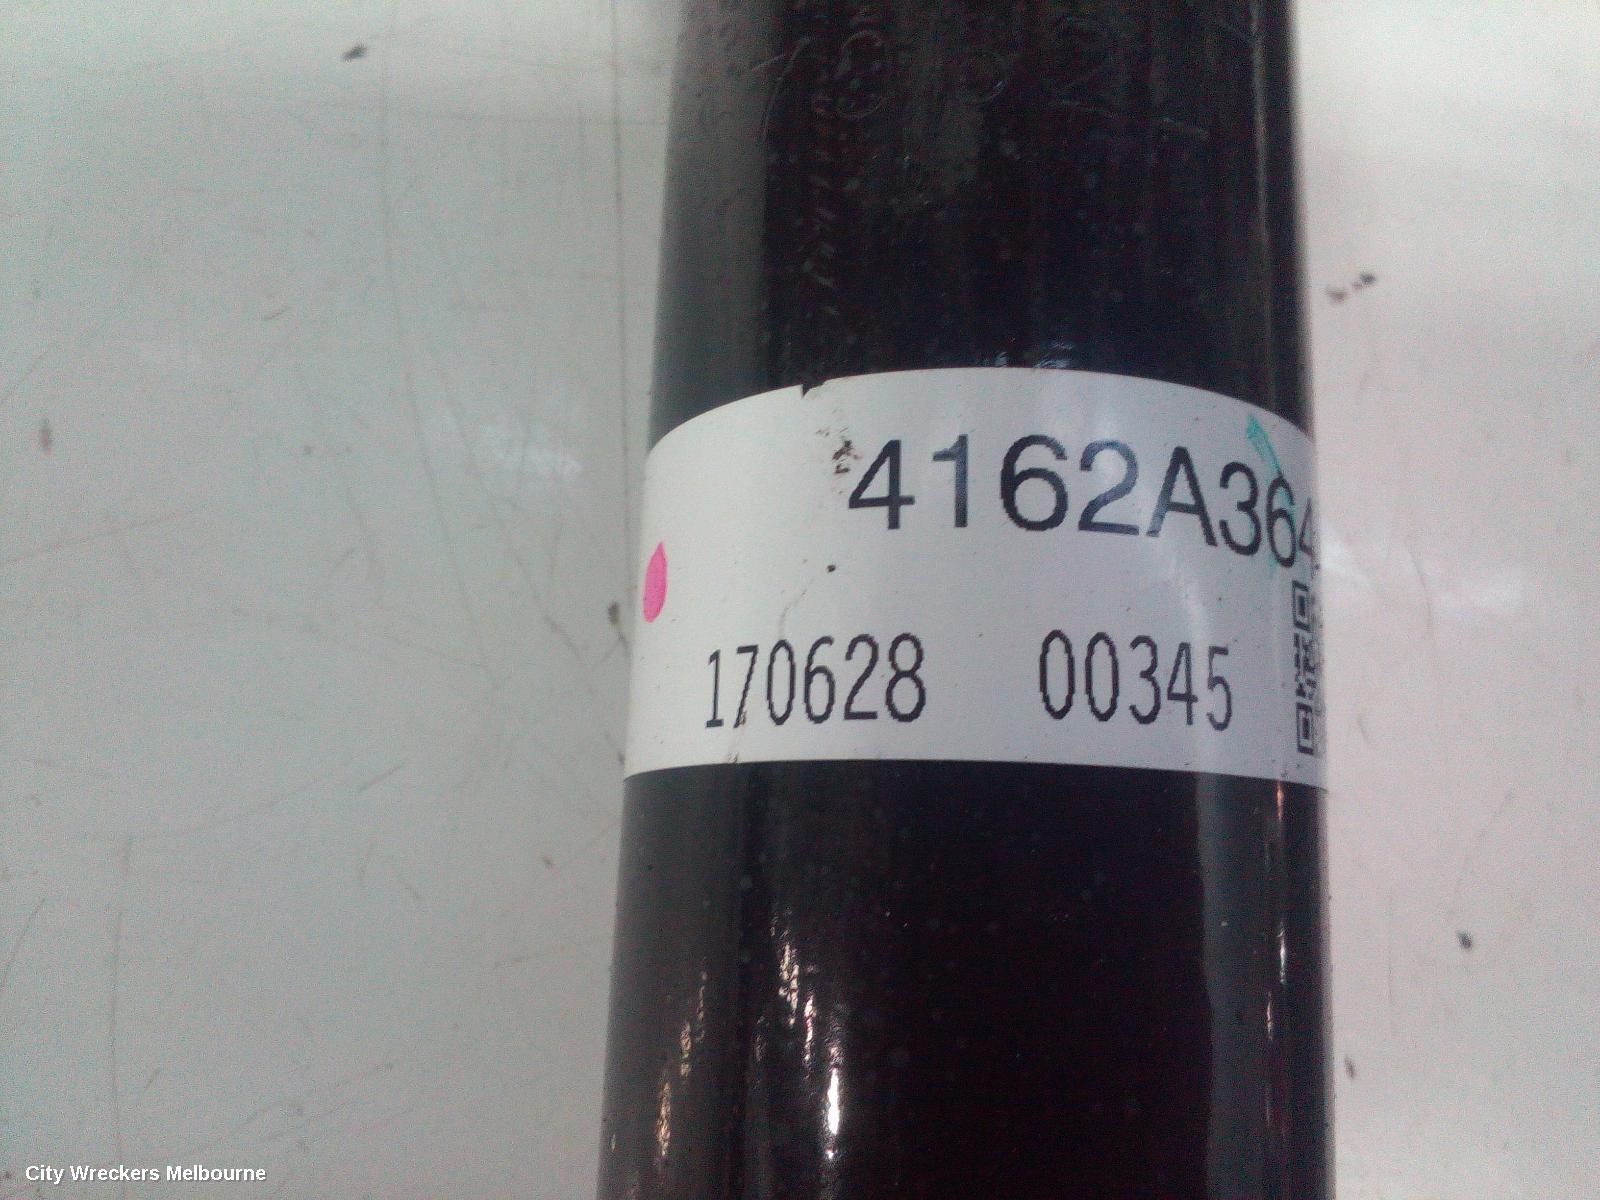 4162A364
170628 00345
City Wreckers Melbourne